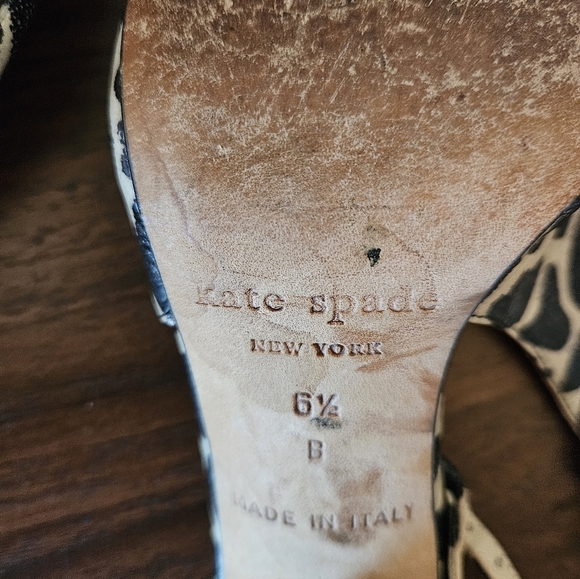 kate spade
NEW YORK
6½
B
MADE IN ITALY